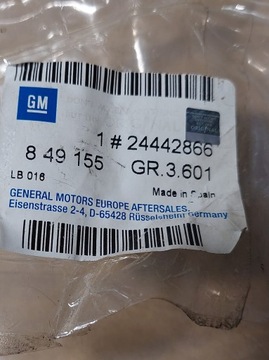 GM
1 # 24442866
8 49 155 GR.3.601
LB 016 Made in Spain
GENERAL MOTORS EUROPE AFTERSALES
Eisenstrasse 2-4, D-65428 Rüsselsheim Germany